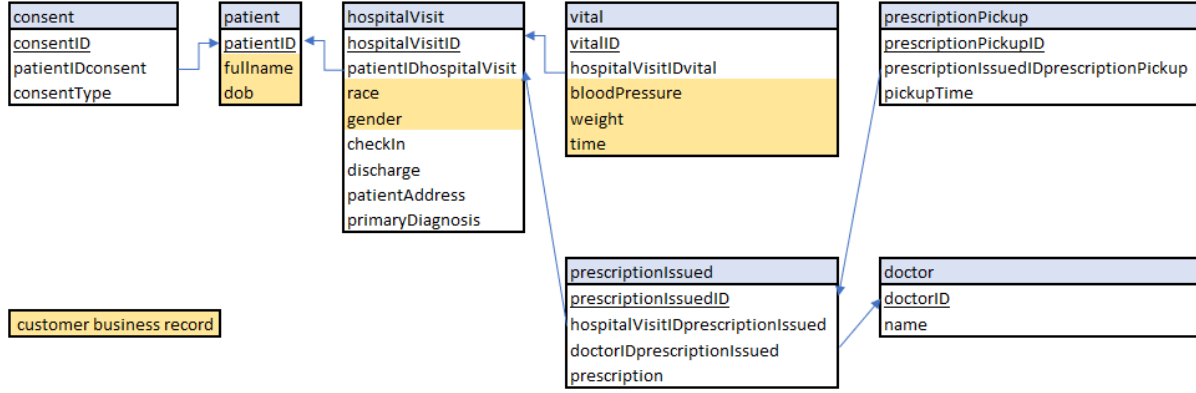 consent
consentID
patientIDconsent
consentType
patient
patientID
fullname
dob
hospitalVisit
hospitalVisitID
patientIDhospitalVisit
race
gender
checkIn
discharge
patientAddress
primaryDiagnosis
vital
vitalID
hospitalVisitIDvital
bloodPressure
weight
time
prescriptionPickup
prescriptionPickupID
prescriptionIssuedIDprescriptionPickup
pickupTime
prescriptionIssued
prescriptionIssuedID
hospitalVisitIDprescriptionIssued
doctorIDprescriptionIssued
prescription
doctor
doctorID
name
customer business record